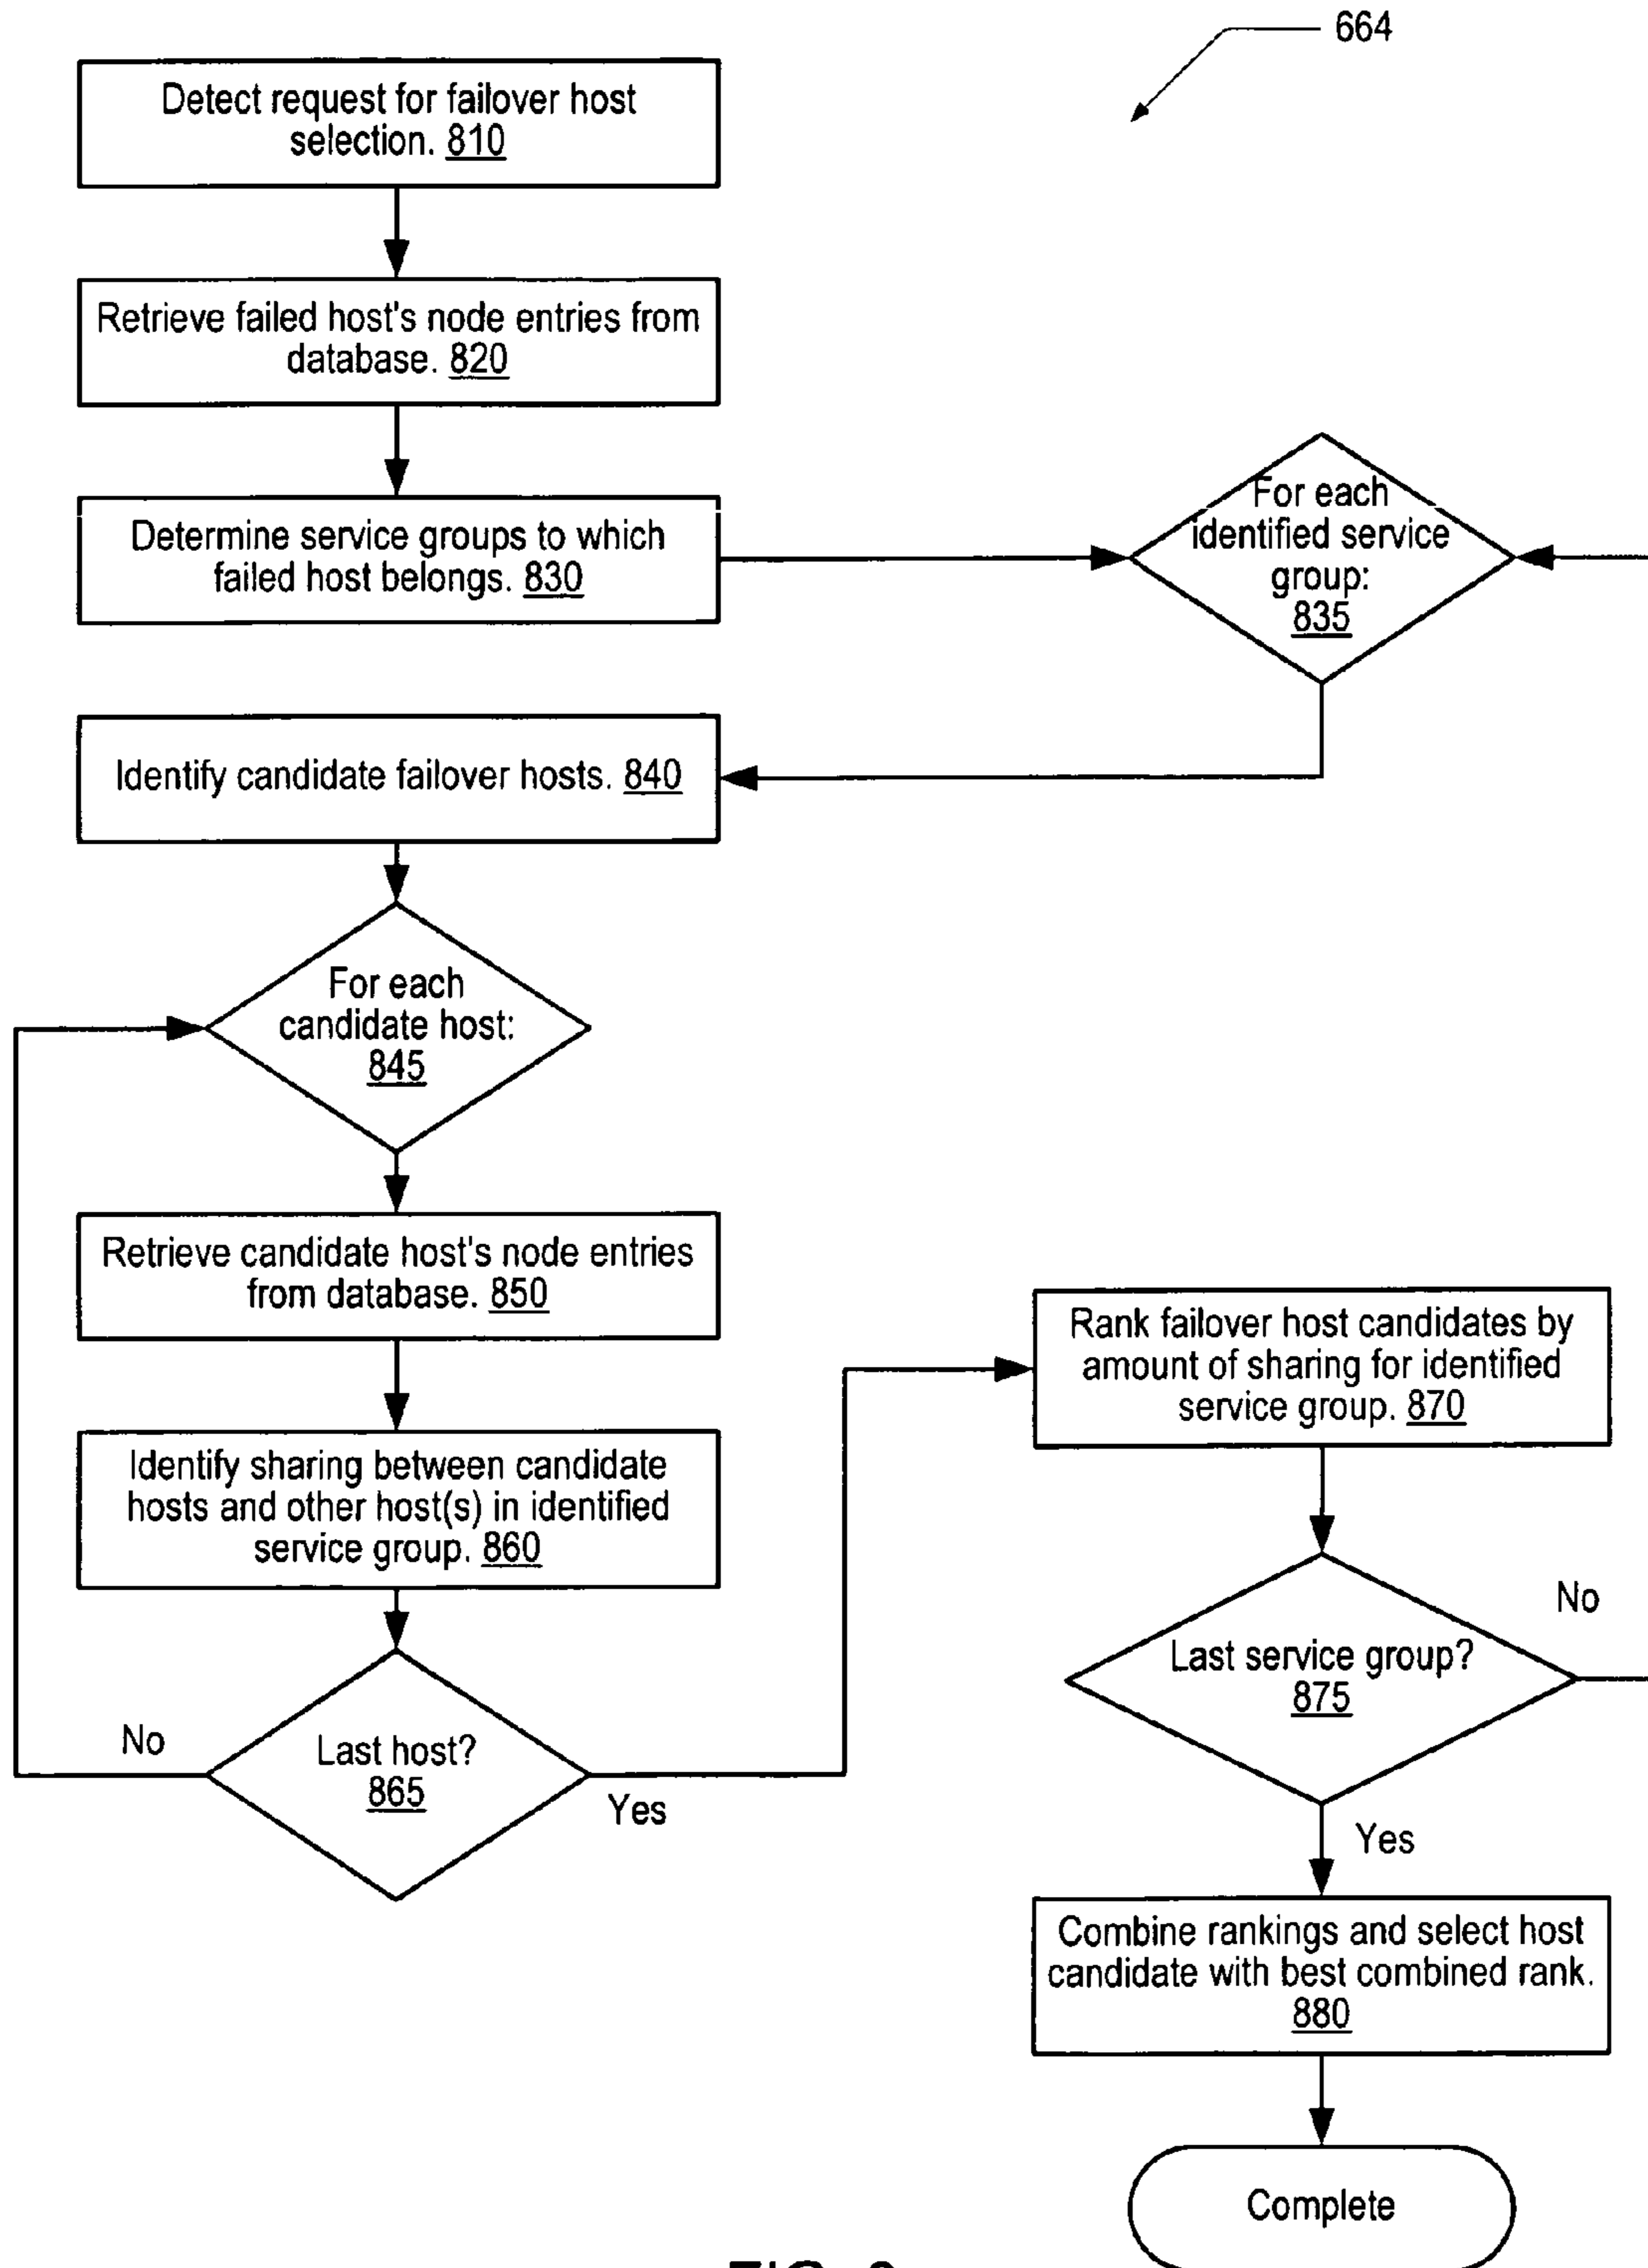 664
Detect request for failover host
selection. 810
Retrieve failed host's node entries from
database. 820
Determine service groups to which
failed host belongs. 830
For each
identified service
group:
835
Identify candidate failover hosts. 840
For each
candidate host:
845
Retrieve candidate host's node entries
from database. 850
Identify sharing between candidate
hosts and other host(s) in identified
service group. 860
Last host?
865
No
Yes
Rank failover host candidates by
amount of sharing for identified
service group. 870
Last service group?
875
No
Yes
Combine rankings and select host
candidate with best combined rank.
880
Complete